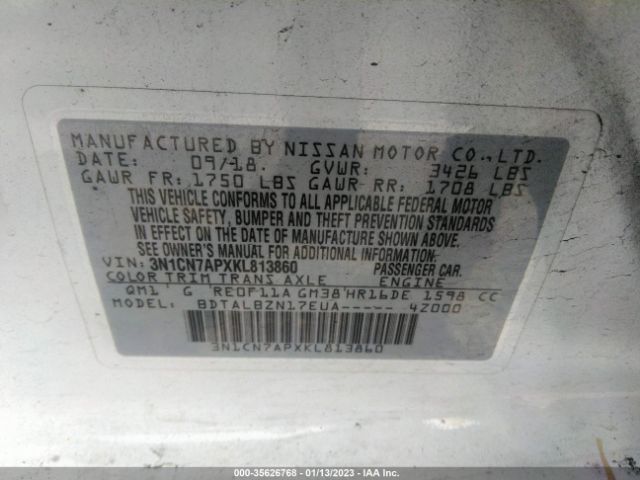 MANUFACTURED BY NISSAN MOTOR CO.,LTD.
DATE: 09/18. GVWR: 3426 LBS
GAWR FR: 1750 LBS GAWR RR: 1708 LBS
THIS VEHICLE CONFORMS TO ALL APPLICABLE FEDERAL MOTOR
VEHICLE SAFETY, BUMPER AND THEFT PREVENTION STANDARDS
IN EFFECT ON THE DATE OF MANUFACTURE SHOWN ABOVE.
SEE OWNER'S MANUAL FOR ADDITIONAL INFORMATION
VIN: 3N1CN7APXKL813860 PASSENGER CAR.
COLOR TRIM TRANS AXLE ENGINE
QM1 G RE0F11A GM38 HR16DE 1598 CC
MODEL: BDTALBZN17EUA----- 4Z000
3N1CN7APXKL813860
000-35626768 - 01/13/2023 - IAA Inc.